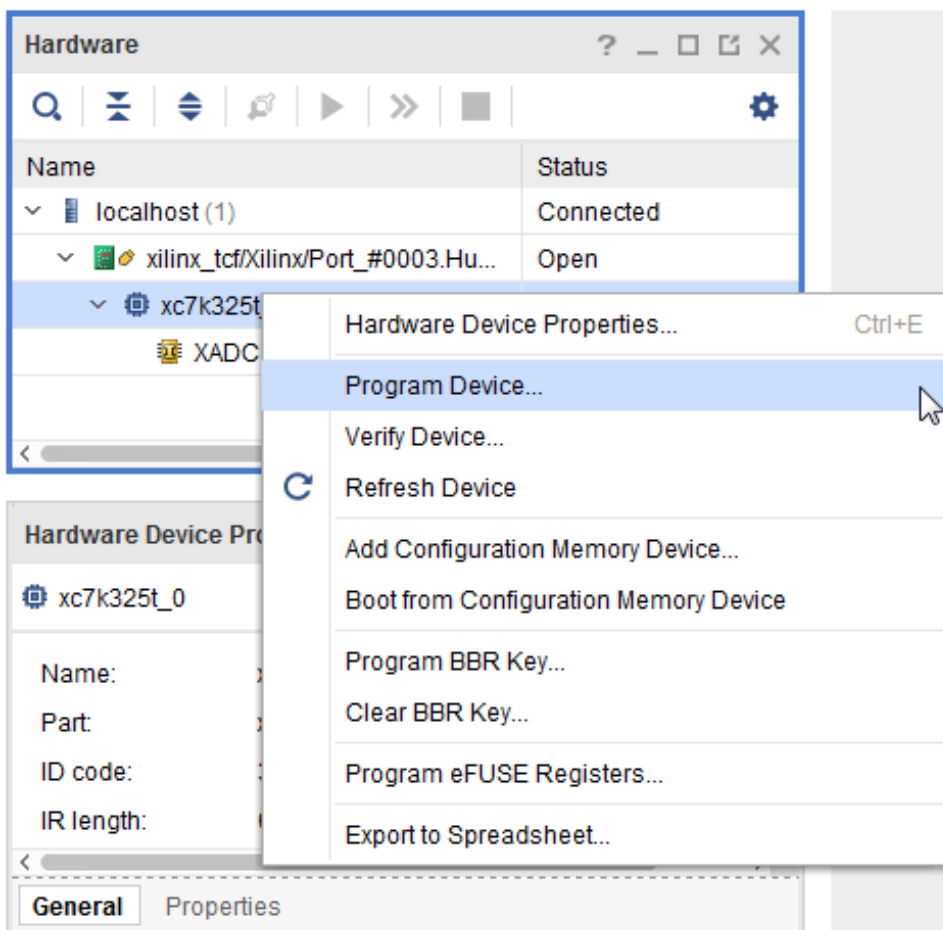 Hardware
Name Status
localhost (1) Connected
xilinx_tcf/Xilinx/Port_#0003.Hu... Open
xc7k325t
XADC
Hardware Device Properties... Ctrl+E
Program Device...
Verify Device...
Refresh Device
Add Configuration Memory Device...
Boot from Configuration Memory Device
Program BBR Key...
Clear BBR Key...
Program eFUSE Registers...
Export to Spreadsheet...
Hardware Device
xc7k325t_0
Name:
Part:
ID code:
IR length:
General Properties